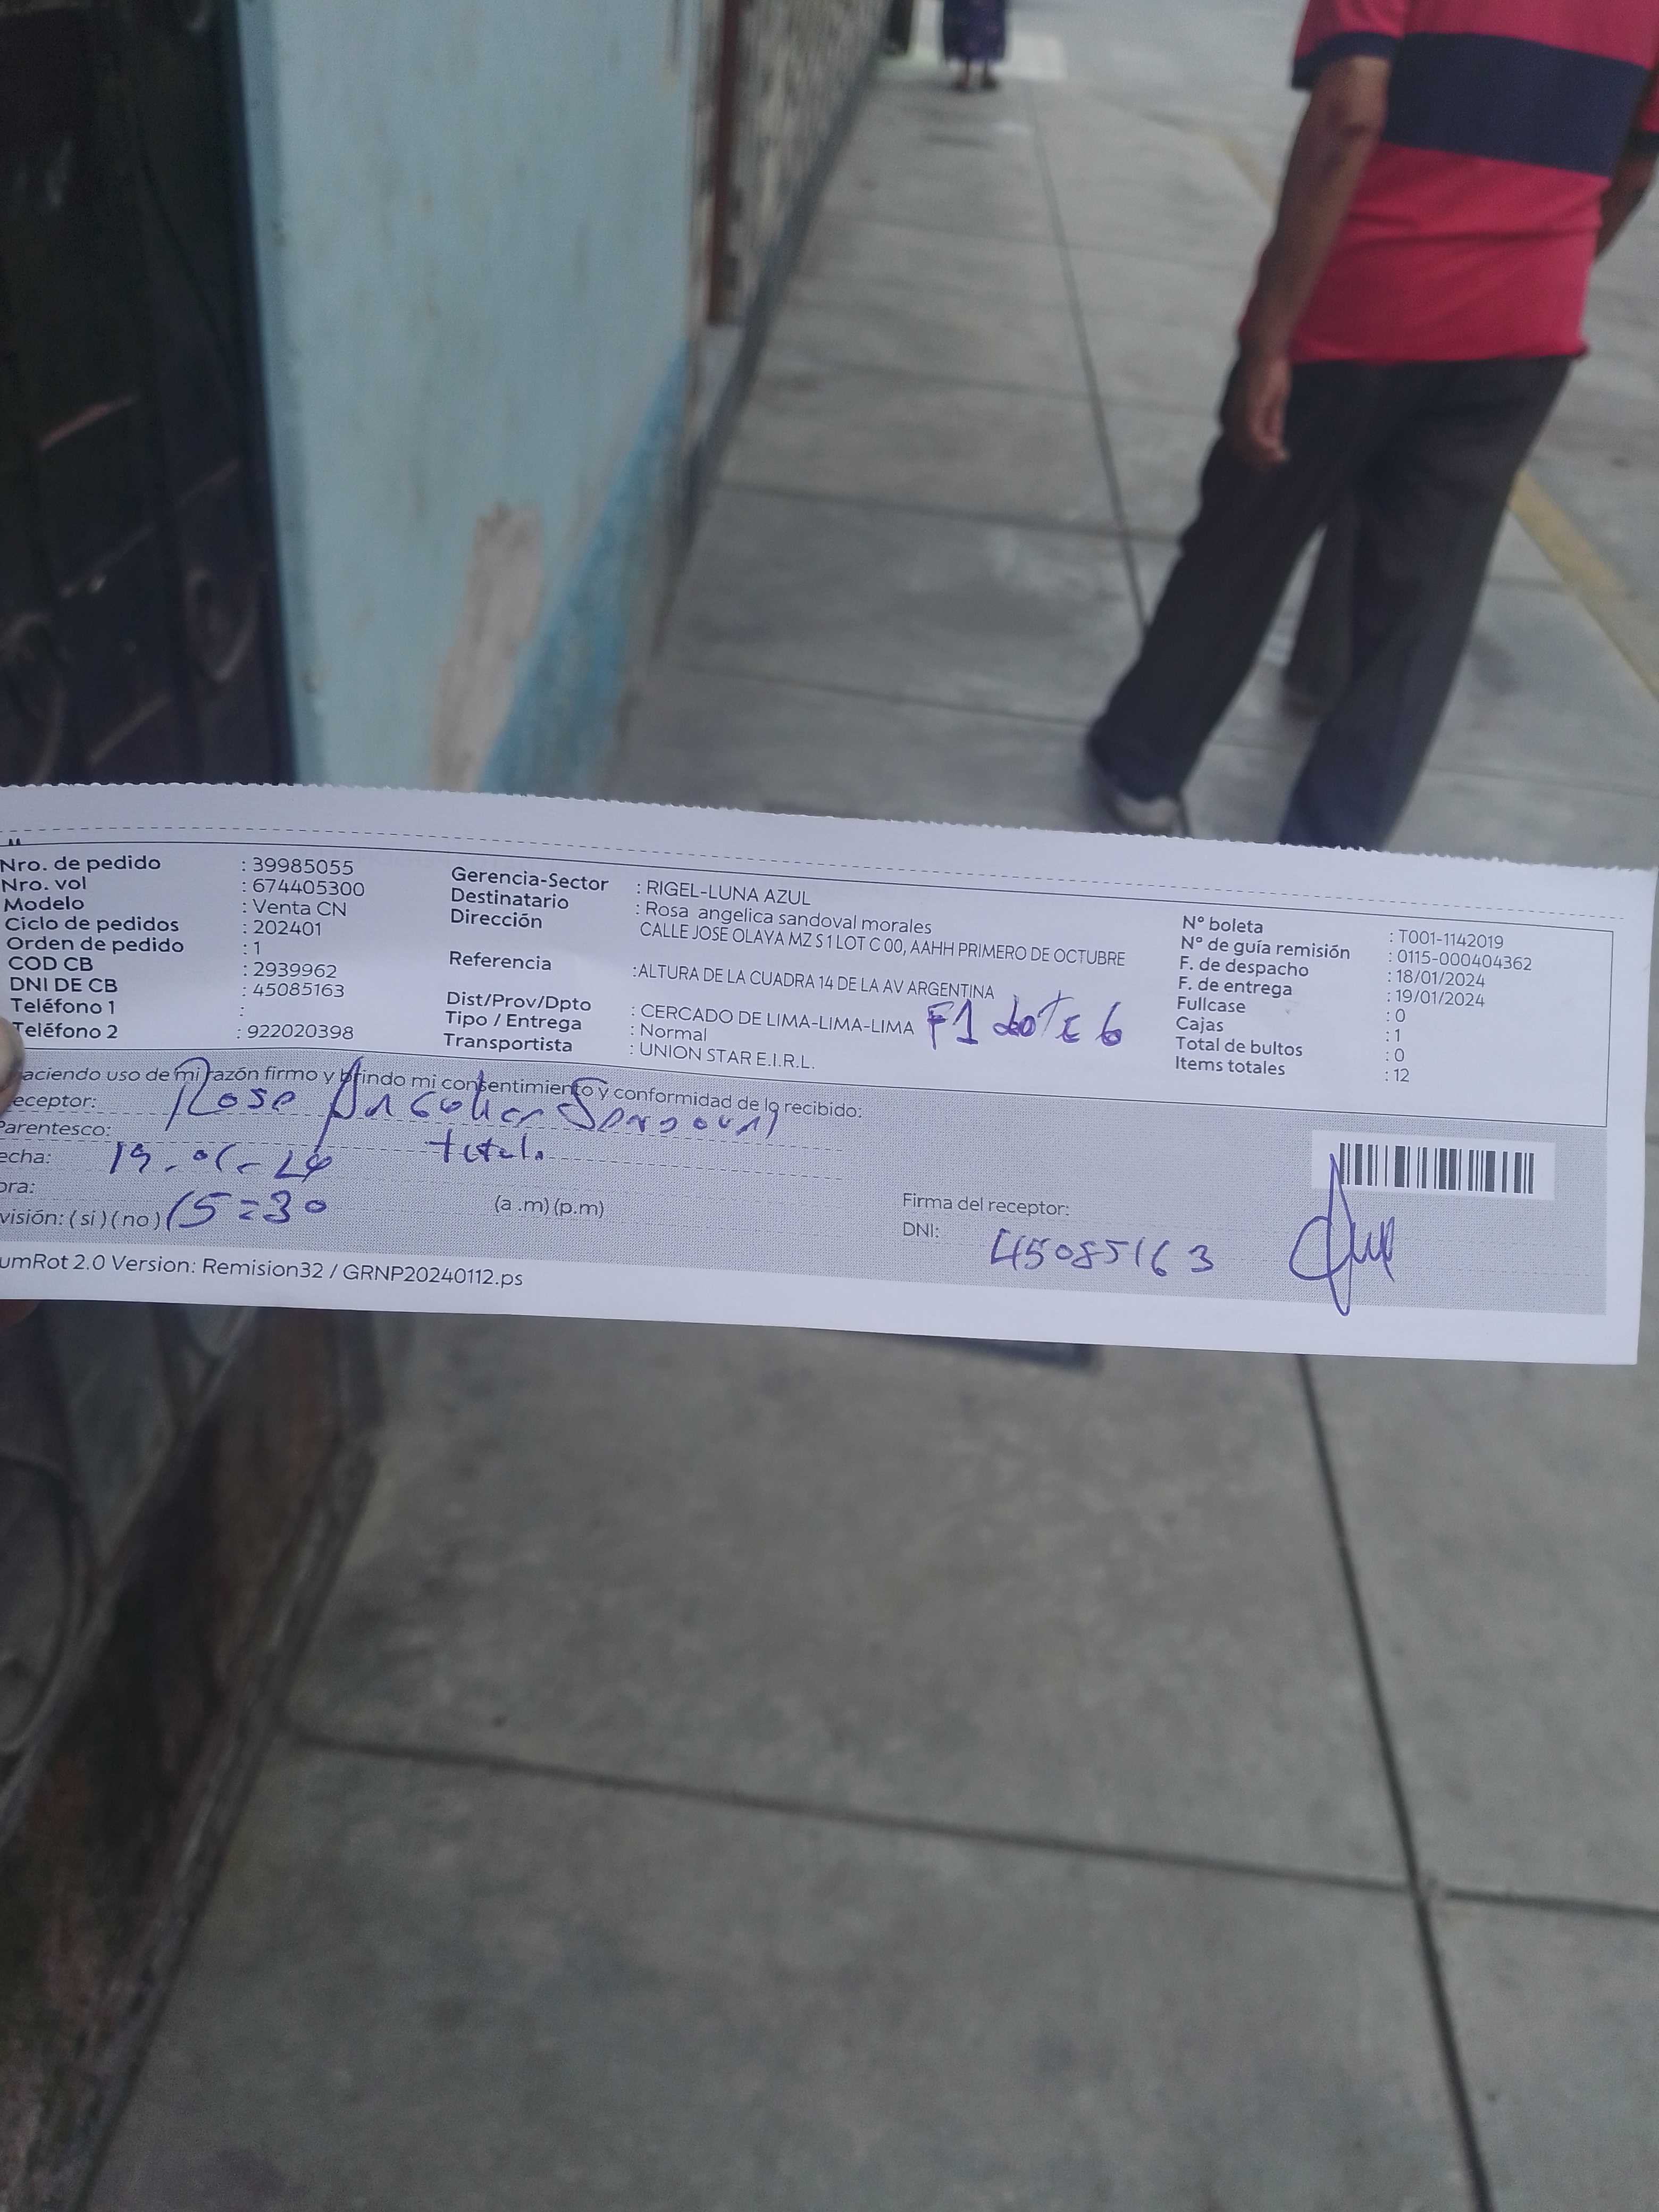 Nro. de pedido : 39985055
Nro. vol : 674405300
Modelo : Venta CN
Ciclo de pedidos : 202401
Orden de pedido : 1
COD CB : 2939962
DNI DE CB : 45085163
Teléfono 1 :
Teléfono 2 : 922020398
Gerencia-Sector : RIGEL-LUNA AZUL
Destinatario : Rosa angelica sandoval morales
Dirección CALLE JOSE OLAYA MZ S 1 LOT C 00, AAHH PRIMERO DE OCTUBRE
Referencia :ALTURA DE LA CUADRA 14 DE LA AV ARGENTINA
Dist/Prov/Dpto : CERCADO DE LIMA-LIMA-LIMA F1 LOTE 6
Tipo / Entrega : Normal
Transportista : UNION STAR E.I.R.L.
N° boleta : T001-1142019
N° de guía remisión : 0115-000404362
F. de despacho : 18/01/2024
F. de entrega : 19/01/2024
Fullcase : 0
Cajas : 1
Total de bultos : 0
Items totales : 12
aciendo uso de mi razón firmo y brindo mi consentimiento y conformidad de lo recibido:
eceptor: Rosa
Parentesco: titular
echa: 19-01-24
ora: 15=30 (a .m) (p.m)
visión: ( si ) ( no )
Firma del receptor:
DNI: 45085163
umRot 2.0 Version: Remision32 / GRNP20240112.ps